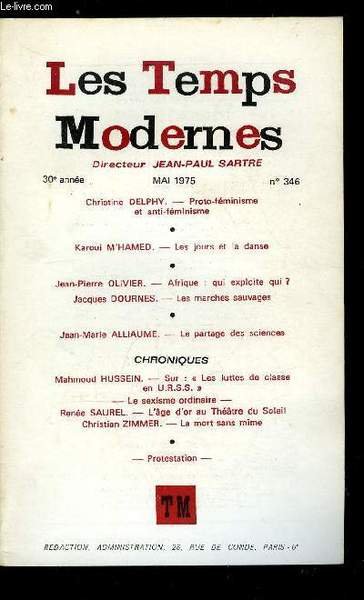 Le-livre.com
Les Temps
Modernes
Directeur JEAN-PAUL SARTRE
30e année MAI 1975 n° 346
Christine DELPHY. — Proto-féminisme
et anti-féminisme
Karoui M'HAMED. — Les jours et la danse
Jean-Pierre OLIVIER. — Afrique : qui exploite qui ?
Jacques DOURNES. — Les marches sauvages
Jean-Marie ALLIAUME. — Le partage des sciences
CHRONIQUES
Mahmoud HUSSEIN. — Sur : « Les luttes de classe
en U.R.S.S. »
— Le sexisme ordinaire —
Renée SAUREL. — L'âge d'or au Théâtre du Soleil
Christian ZIMMER. — La mort sans mime
— Protestation —
TM
RÉDACTION, ADMINISTRATION, 26, RUE DE CONDÉ, PARIS - 6e